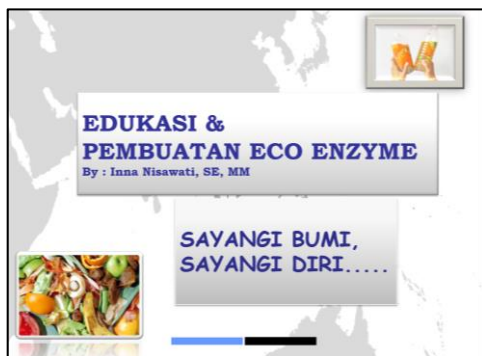 EDUKASI &
PEMBUATAN ECO ENZYME
By : Inna Nisawati, SE, MM
SAYANGI BUMI,
SAYANGI DIRI.....